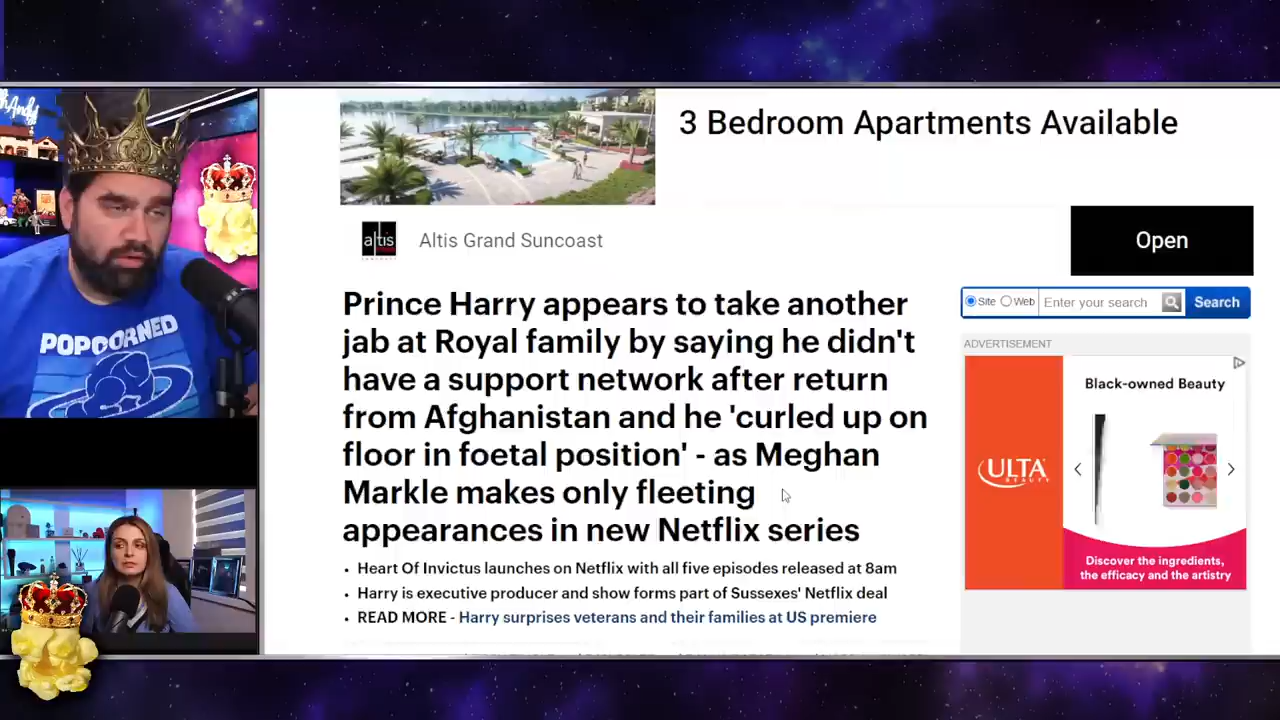 Andy
POPCORNED
3 Bedroom Apartments Available
altis
Altis Grand Suncoast
Open
Prince Harry appears to take another
jab at Royal family by saying he didn't
have a support network after return
from Afghanistan and he 'curled up on
floor in foetal position' - as Meghan
Markle makes only fleeting
appearances in new Netflix series
• Heart Of Invictus launches on Netflix with all five episodes released at 8am
• Harry is executive producer and show forms part of Sussexes' Netflix deal
• READ MORE - Harry surprises veterans and their families at US premiere
Site Web Enter your search Search
ADVERTISEMENT
Black-owned Beauty
ULTA
BEAUTY
Discover the ingredients,
the efficacy and the artistry